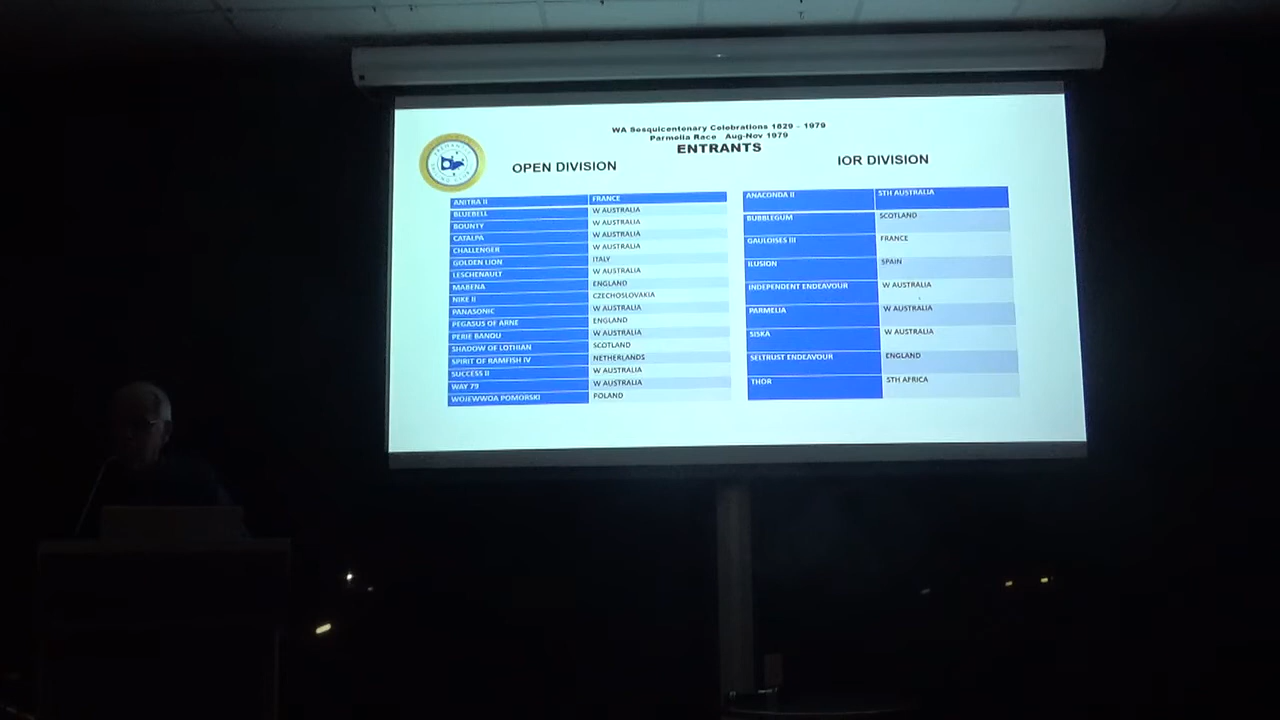 WA Sesquicentenary Celebrations 1829 - 1979
Parmelia Race Aug-Nov 1979
ENTRANTS
OPEN DIVISION
ANITRA II FRANCE
BLUEBELL W AUSTRALIA
BOUNTY W AUSTRALIA
CATALPA W AUSTRALIA
CHALLENGER W AUSTRALIA
GOLDEN LION ITALY
LESCHENAULT W AUSTRALIA
MABENA ENGLAND
NIKE II CZECHOSLOVAKIA
PANASONIC W AUSTRALIA
PEGASUS OF ARNE ENGLAND
PERIE BANOU W AUSTRALIA
SHADOW OF LOTHIAN SCOTLAND
SPIRIT OF RAMFISH IV NETHERLANDS
SUCCESS II W AUSTRALIA
WAY 79 W AUSTRALIA
WOJEWWOA POMORSKI POLAND
IOR DIVISION
ANACONDA II STH AUSTRALIA
BUBBLEGUM SCOTLAND
GAULOISES III FRANCE
ILUSION SPAIN
INDEPENDENT ENDEAVOUR W AUSTRALIA
PARMELIA W AUSTRALIA
SISKA W AUSTRALIA
SELTRUST ENDEAVOUR ENGLAND
THOR STH AFRICA